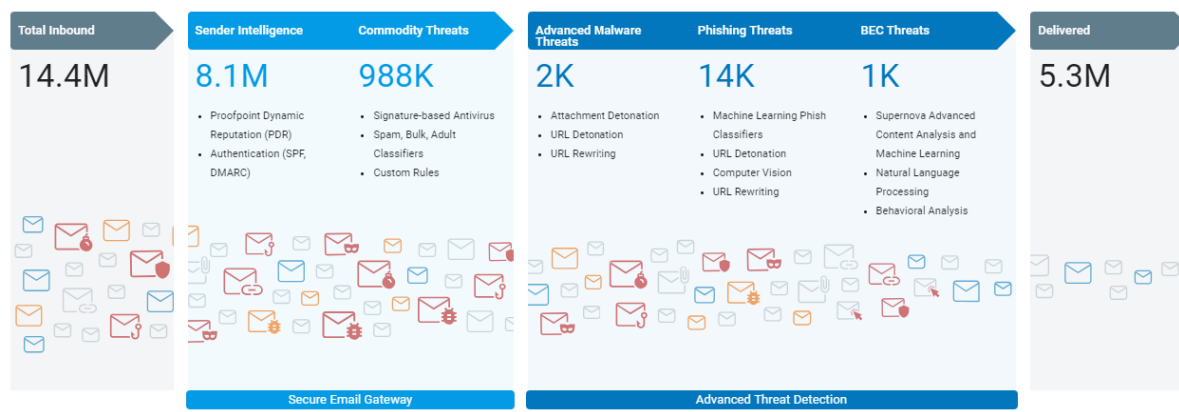 Total Inbound
14.4M
Sender Intelligence
8.1M
• Proofpoint Dynamic
Reputation (PDR)
• Authentication (SPF,
DMARC)
Commodity Threats
988K
• Signature-based Antivirus
• Spam, Bulk, Adult
Classifiers
• Custom Rules
Secure Email Gateway
Advanced Malware
Threats
2K
• Attachment Detonation
• URL Detonation
• URL Rewriting
Phishing Threats
14K
• Machine Learning Phish
Classifiers
• URL Detonation
• Computer Vision
• URL Rewriting
BEC Threats
1K
• Supernova Advanced
Content Analysis and
Machine Learning
• Natural Language
Processing
• Behavioral Analysis
Advanced Threat Detection
Delivered
5.3M